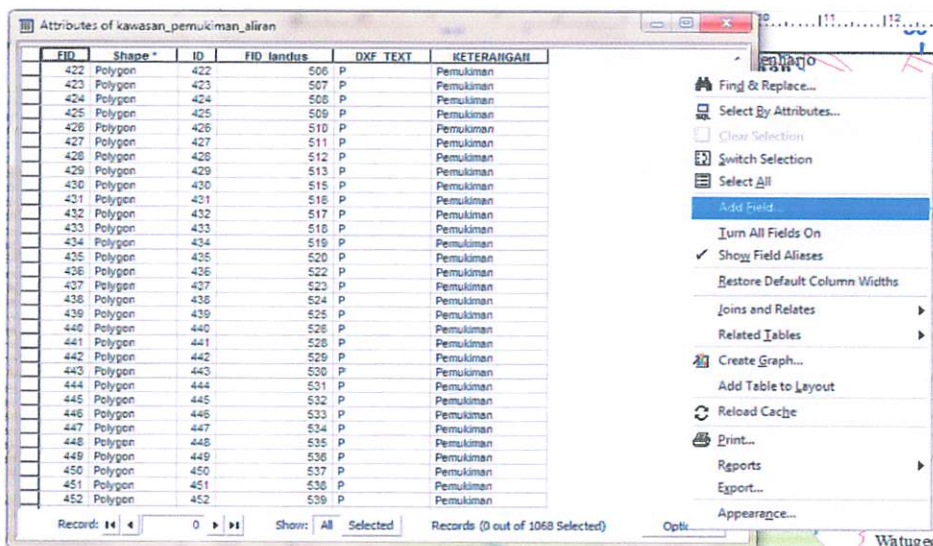 Attributes of kawasan_pemukiman_aliran
FID Shape * ID FID_landus DXF_TEXT KETERANGAN
422 Polygon 422 506 P Pemukiman
423 Polygon 423 507 P Pemukiman
424 Polygon 424 508 P Pemukiman
425 Polygon 425 509 P Pemukiman
426 Polygon 426 510 P Pemukiman
427 Polygon 427 511 P Pemukiman
428 Polygon 428 512 P Pemukiman
429 Polygon 429 513 P Pemukiman
430 Polygon 430 515 P Pemukiman
431 Polygon 431 516 P Pemukiman
432 Polygon 432 517 P Pemukiman
433 Polygon 433 518 P Pemukiman
434 Polygon 434 519 P Pemukiman
435 Polygon 435 520 P Pemukiman
436 Polygon 436 522 P Pemukiman
437 Polygon 437 523 P Pemukiman
438 Polygon 438 524 P Pemukiman
439 Polygon 439 525 P Pemukiman
440 Polygon 440 526 P Pemukiman
441 Polygon 441 528 P Pemukiman
442 Polygon 442 529 P Pemukiman
443 Polygon 443 530 P Pemukiman
444 Polygon 444 531 P Pemukiman
445 Polygon 445 532 P Pemukiman
446 Polygon 446 533 P Pemukiman
447 Polygon 447 534 P Pemukiman
448 Polygon 448 535 P Pemukiman
449 Polygon 449 536 P Pemukiman
450 Polygon 450 537 P Pemukiman
451 Polygon 451 538 P Pemukiman
452 Polygon 452 539 P Pemukiman
Record: 0 Show: All Selected Records (0 out of 1068 Selected) Optic
10 11 12
enharjo
Find & Replace...
Select By Attributes...
Clear Selection
Switch Selection
Select All
Add Field...
Turn All Fields On
Show Field Aliases
Restore Default Column Widths
Joins and Relates
Related Tables
Create Graph...
Add Table to Layout
Reload Cache
Print...
Reports
Export...
Appearance...
Watuge